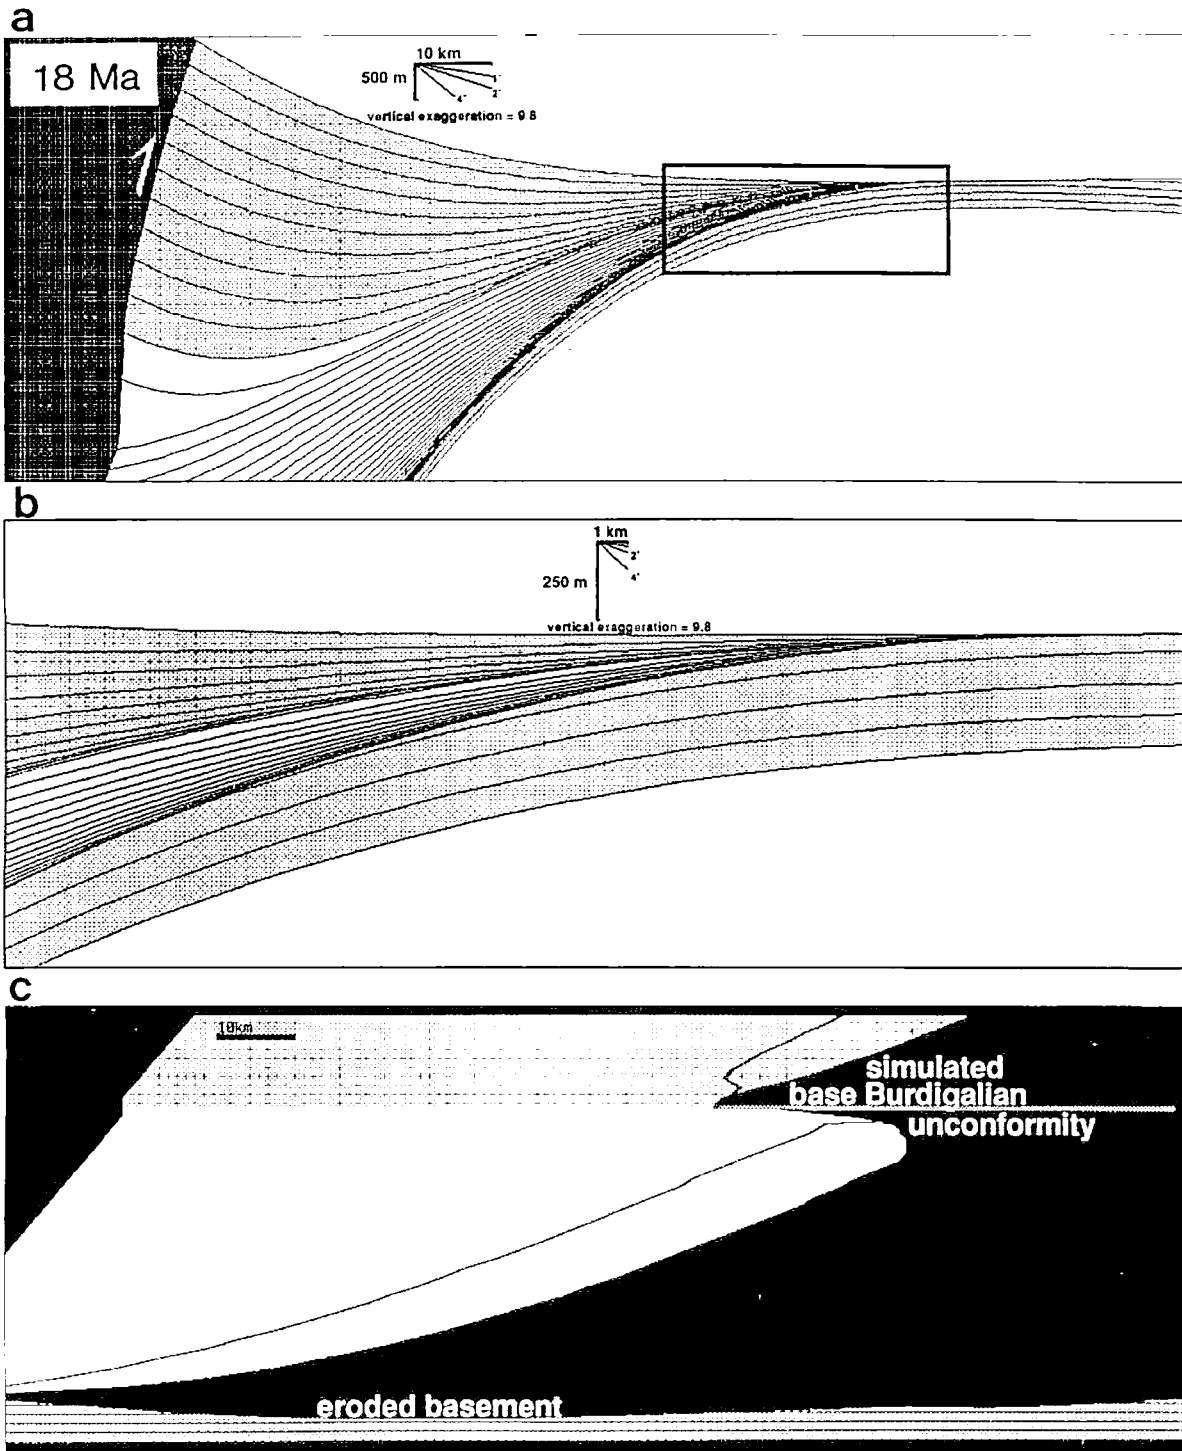 a
18 Ma
10 km
500 m
2'
4'
vertical exaggeration = 9.8
b
1 km
2'
250 m
4'
vertical exaggeration = 9.8
c
10km
simulated
base Burdigalian
unconformity
eroded basement